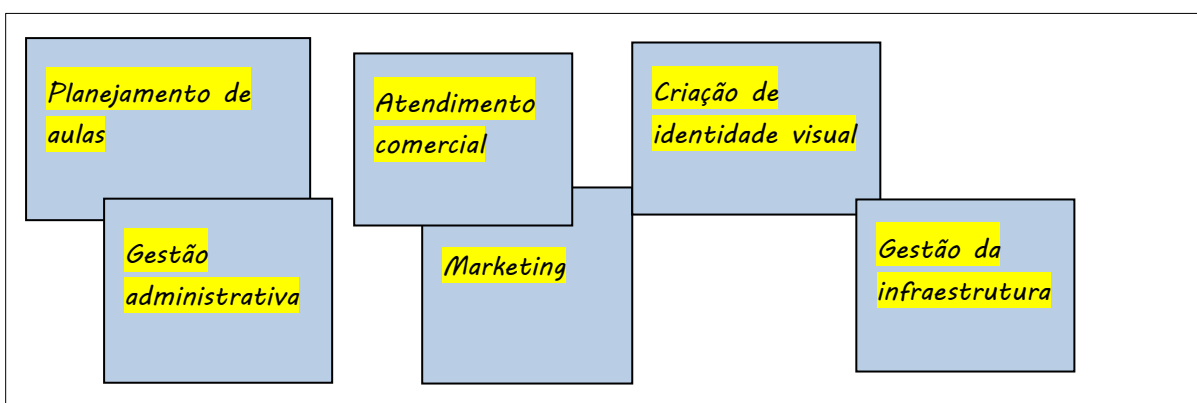 Planejamento de
aulas
Gestão
administrativa
Atendimento
comercial
Marketing
Criação de
identidade visual
Gestão da
infraestrutura